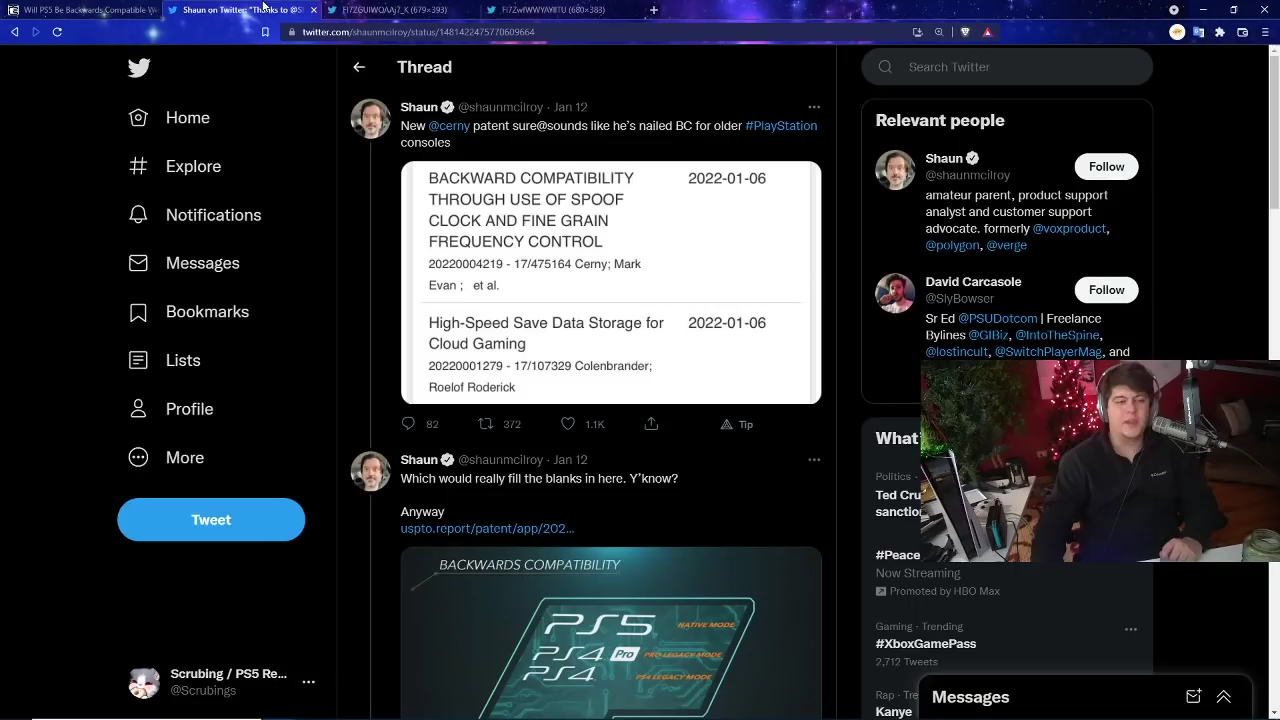 Will PS5 Be Backwards Compatible
Shaun on Twitter: "Thanks to @S
(679×393)
(680×383)
twitter.com/shaunmcilroy/status/1481422475770609664
Home
Explore
Notifications
Messages
Bookmarks
Lists
Profile
More
Tweet
Scrubing / PS5 Re...
@Scrubings
Thread
Shaun @shaunmcilroy · Jan 12
New @cerny patent sure@sounds like he's nailed BC for older #PlayStation
consoles
BACKWARD COMPATIBILITY
THROUGH USE OF SPOOF
CLOCK AND FINE GRAIN
FREQUENCY CONTROL
2022-01-06
20220004219 - 17/475164 Cerny; Mark
Evan ; et al.
High-Speed Save Data Storage for
Cloud Gaming
2022-01-06
20220001279 - 17/107329 Colenbrander;
Roelof Roderick
82
372
1.1K
Tip
Shaun @shaunmcilroy · Jan 12
Which would really fill the blanks in here. Y'know?
Anyway
uspto.report/patent/app/202...
BACKWARDS COMPATIBILITY
PS5 NATIVE MODE
PS4 Pro PRO LEGACY MODE
PS4 PS4 LEGACY MODE
Search Twitter
Relevant people
Shaun
@shaunmcilroy
Follow
amateur parent, product support
analyst and customer support
advocate. formerly @voxproduct,
@polygon, @verge
David Carcasole
@SlyBowser
Follow
Sr Ed @PSUDotcom | Freelance
Bylines @GIBiz, @IntoTheSpine,
@lostincult, @SwitchPlayerMag, and
What
Politics ·
Ted Cru
sanctio
#Peace
Now Streaming
Promoted by HBO Max
Gaming · Trending
#XboxGamePass
2,712 Tweets
Rap · Tre
Kanye
Messages